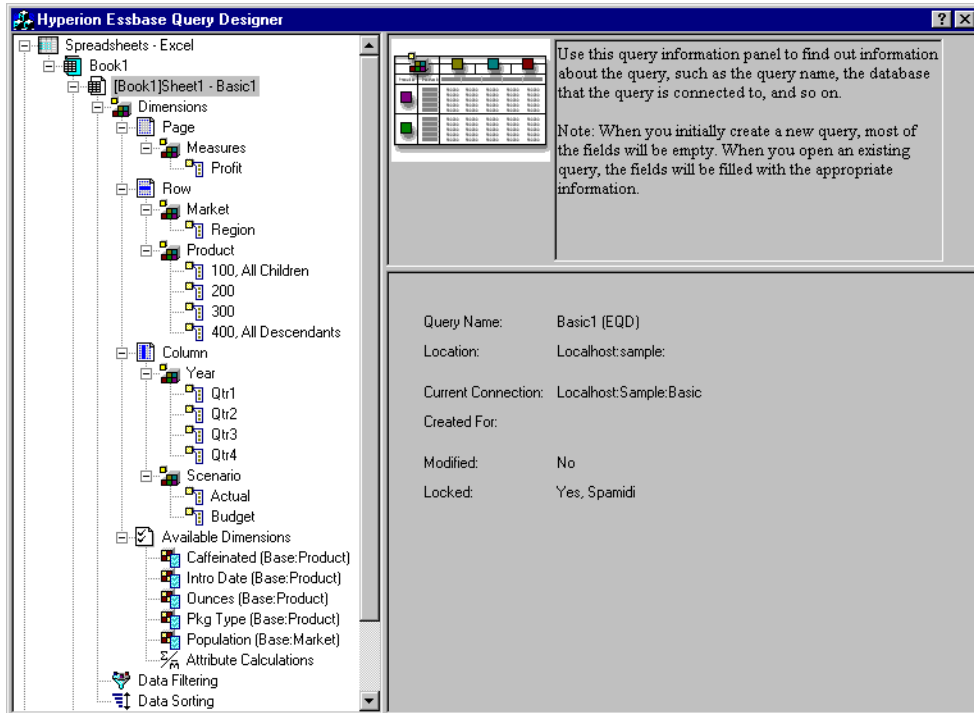 Hyperion Essbase Query Designer
Spreadsheets - Excel
Book1
[Book1]Sheet1 - Basic1
Dimensions
Page
Measures
Profit
Row
Market
Region
Product
100, All Children
200
300
400, All Descendants
Column
Year
Qtr1
Qtr2
Qtr3
Qtr4
Scenario
Actual
Budget
Available Dimensions
Caffeinated (Base:Product)
Intro Date (Base:Product)
Ounces (Base:Product)
Pkg Type (Base:Product)
Population (Base:Market)
Attribute Calculations
Data Filtering
Data Sorting
Use this query information panel to find out information
about the query, such as the query name, the database
that the query is connected to, and so on.
Note: When you initially create a new query, most of
the fields will be empty. When you open an existing
query, the fields will be filled with the appropriate
information.
Query Name: Basic1 (EQD)
Location: Localhost:sample:
Current Connection: Localhost:Sample:Basic
Created For:
Modified: No
Locked: Yes, Spamidi